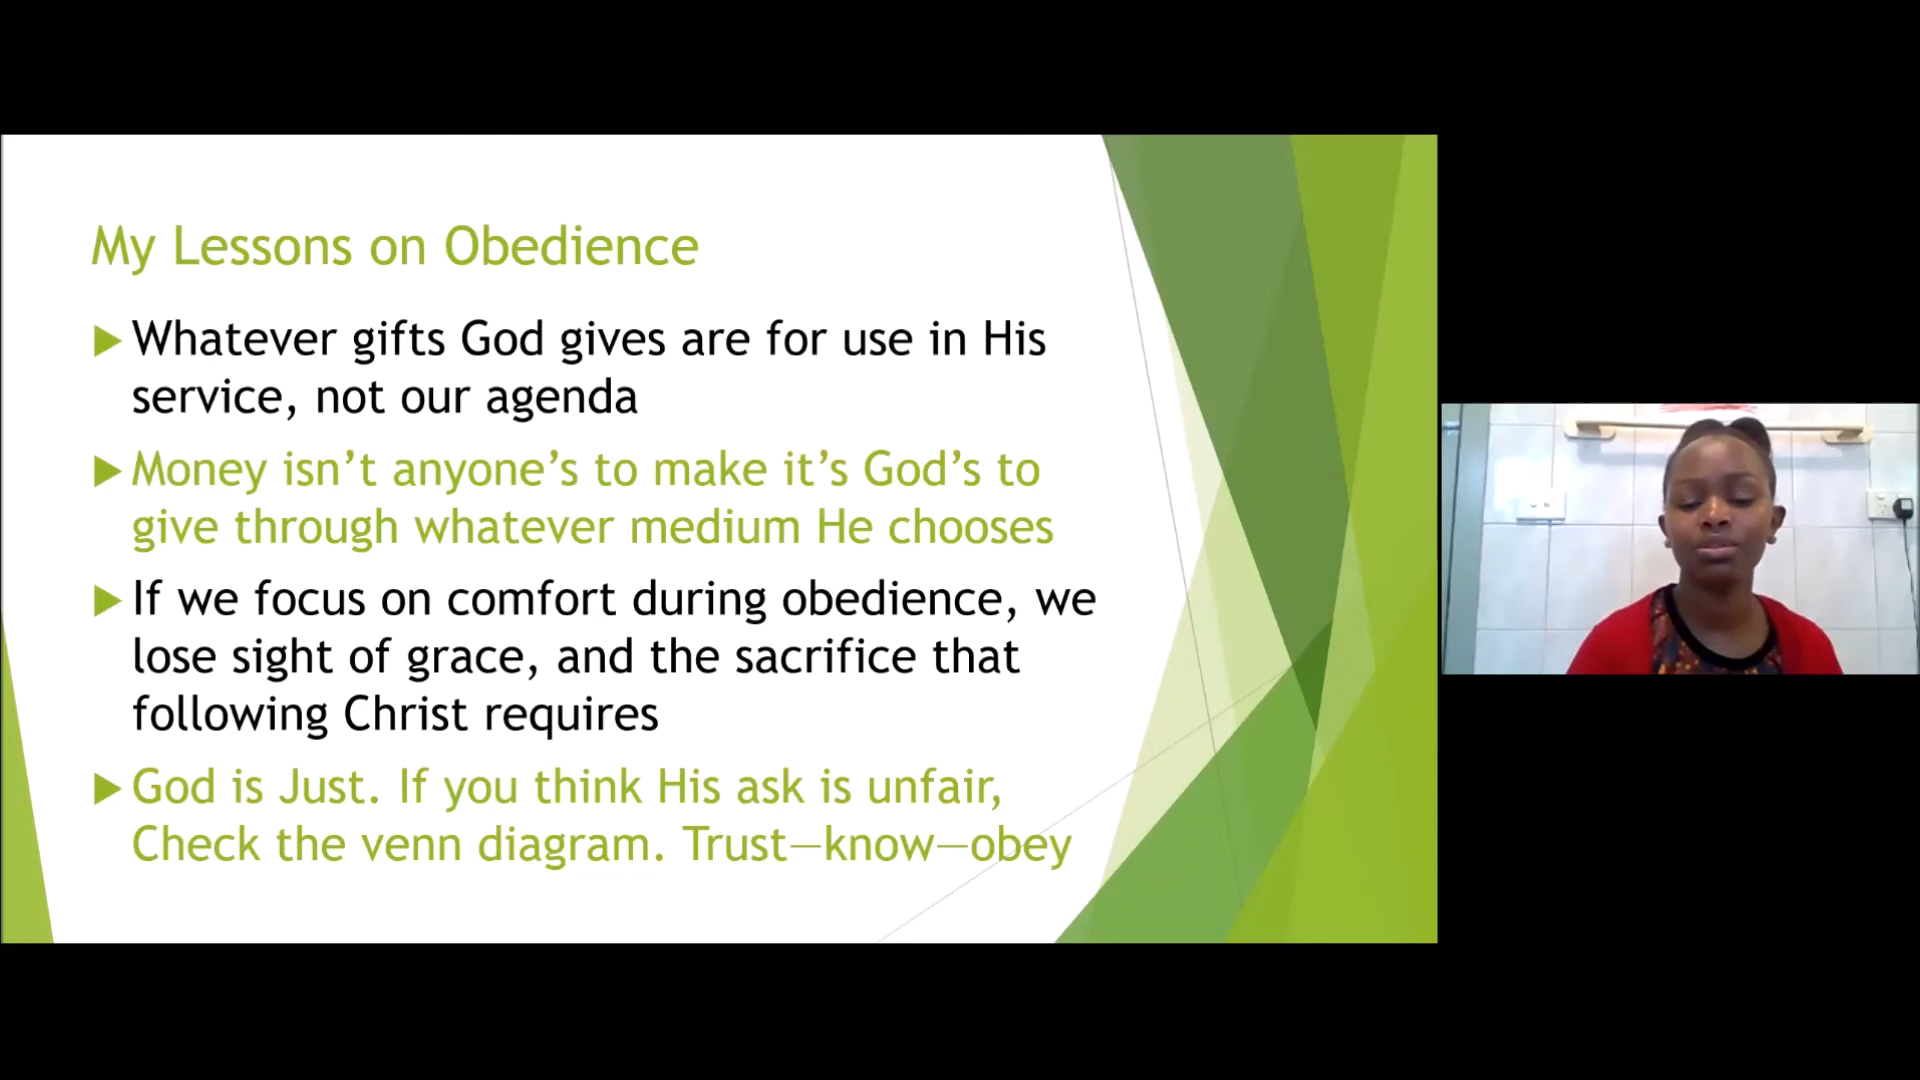 My Lessons on Obedience
Whatever gifts God gives are for use in His
service, not our agenda
Money isn’t anyone’s to make it’s God’s to
give through whatever medium He chooses
If we focus on comfort during obedience, we
lose sight of grace, and the sacrifice that
following Christ requires
God is Just. If you think His ask is unfair,
Check the venn diagram. Trust—know—obey